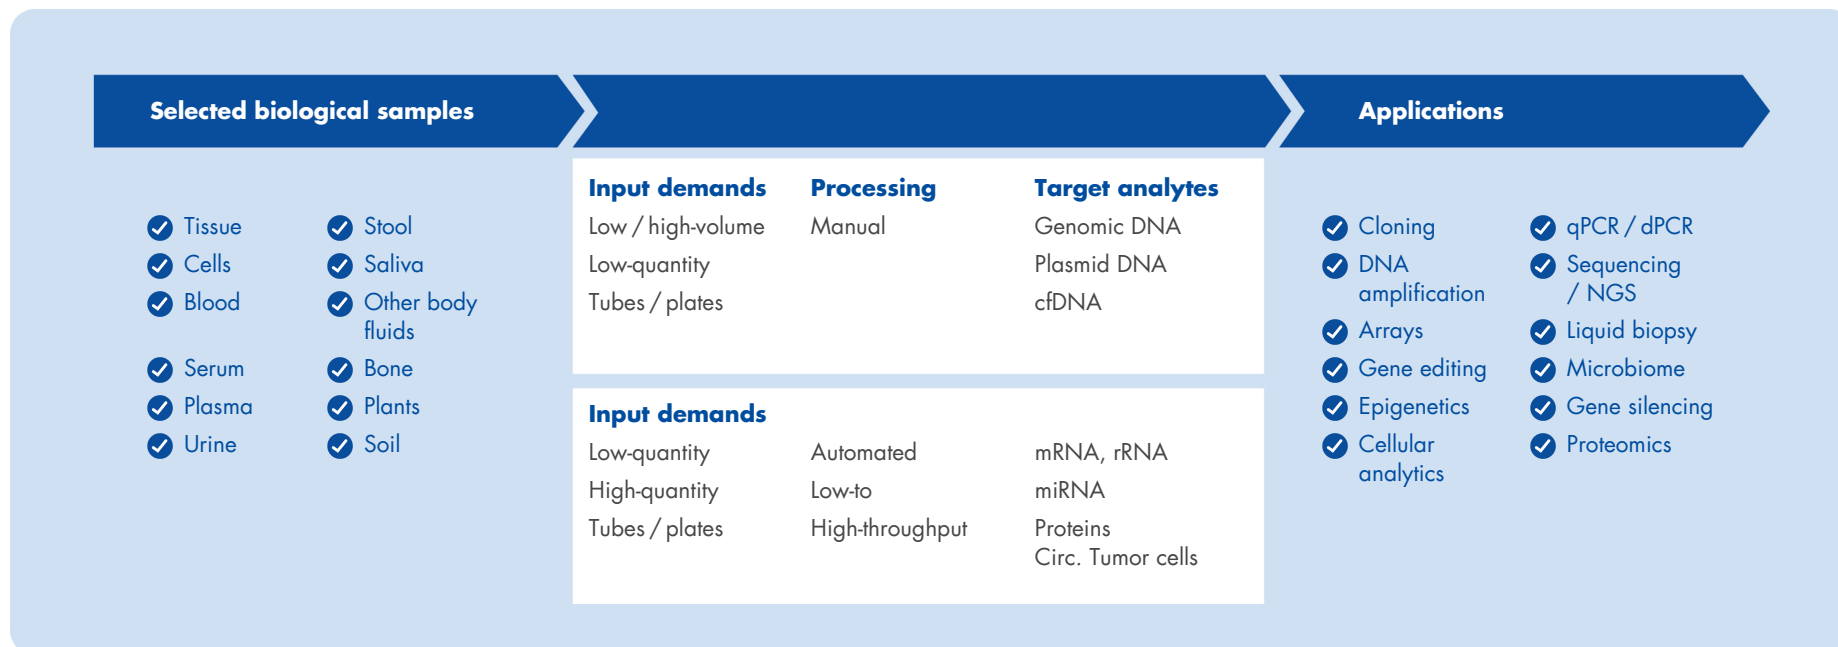 Selected biological samples
Applications
Tissue
Cells
Blood
Serum
Plasma
Urine
Stool
Saliva
Other body
fluids
Bone
Plants
Soil
Input demands
Low / high-volume
Low-quantity
Tubes / plates
Processing
Manual
Target analytes
Genomic DNA
Plasmid DNA
cfDNA
Input demands
Low-quantity
High-quantity
Tubes / plates
Automated
Low-to
High-throughput
mRNA, rRNA
miRNA
Proteins
Circ. Tumor cells
Cloning
DNA
amplification
Arrays
Gene editing
Epigenetics
Cellular
analytics
qPCR / dPCR
Sequencing
/ NGS
Liquid biopsy
Microbiome
Gene silencing
Proteomics